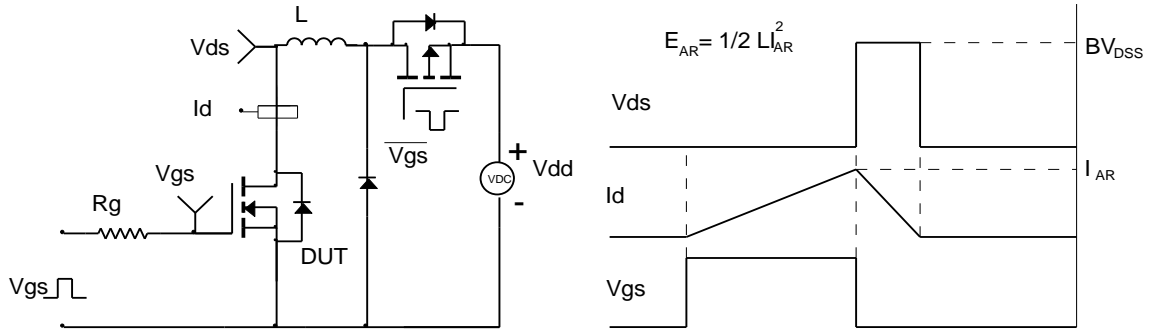 L
Vds
Id
Vgs
Vgs
+
Vdd
VDC
-
Rg
DUT
Vgs
E_AR = 1/2 LI_AR^2
BV_DSS
Vds
I_AR
Id
Vgs